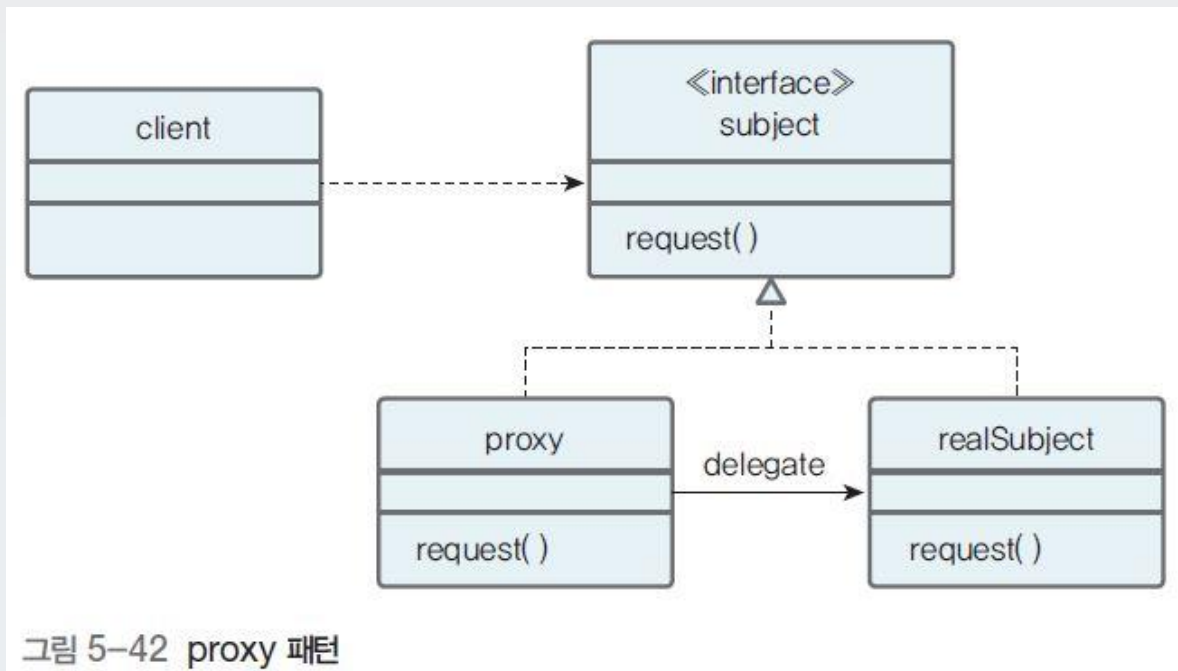 client
≪interface≫
subject
request( )
proxy
delegate
realSubject
request( )
request( )
그림 5-42 proxy 패턴